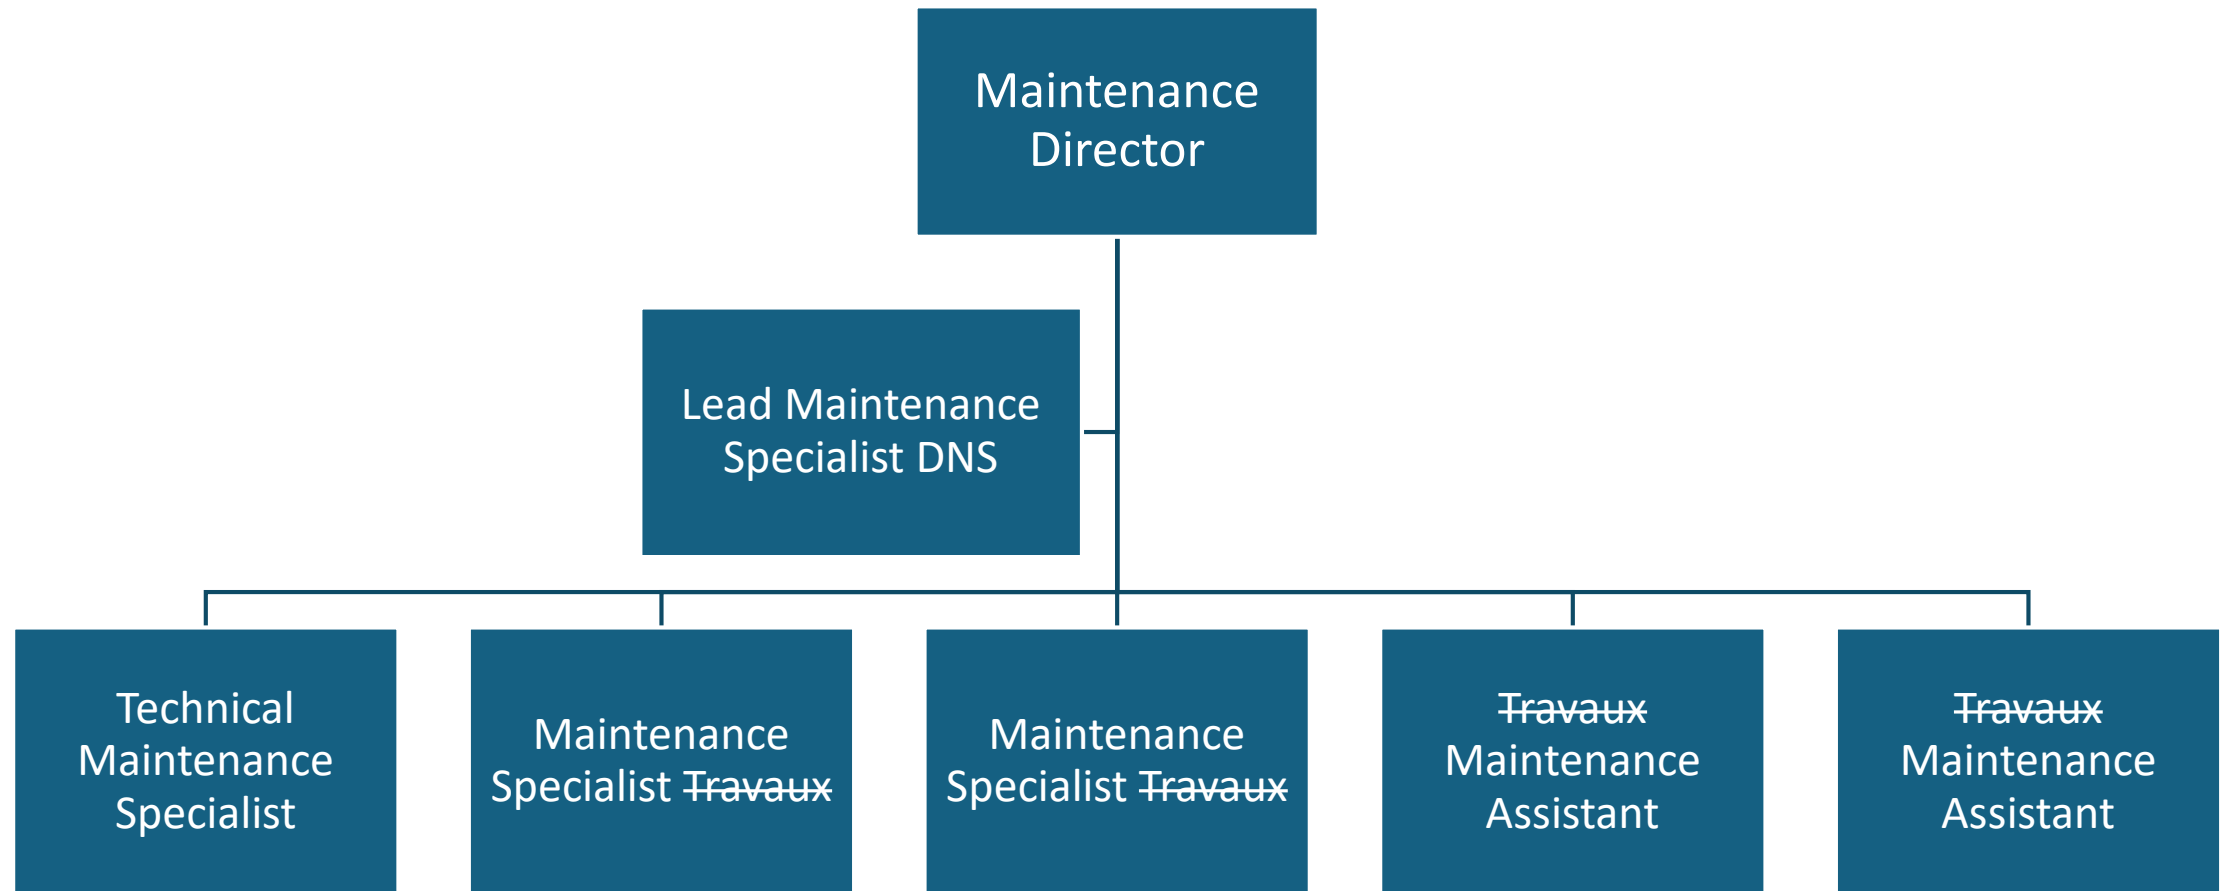 Maintenance
Director
Lead Maintenance
Specialist DNS
Technical
Maintenance
Specialist
Maintenance
Specialist Travaux
Maintenance
Specialist Travaux
Travaux
Maintenance
Assistant
Travaux
Maintenance
Assistant